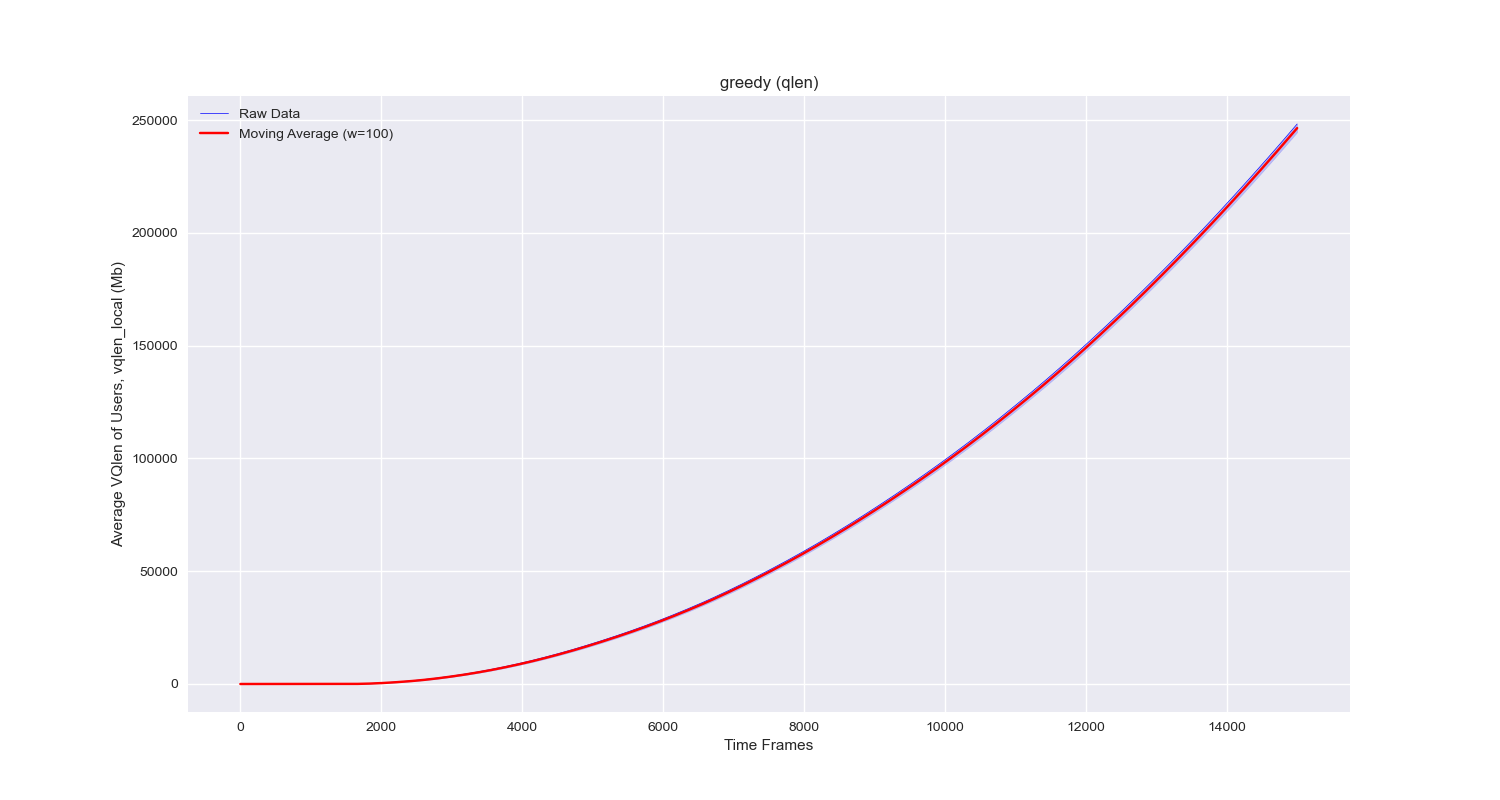 greedy (qlen)
Raw Data
Moving Average (w=100)
Average VQlen of Users, vqlen_local (Mb)
250000
200000
150000
100000
50000
0
0 2000 4000 6000 8000 10000 12000 14000
Time Frames